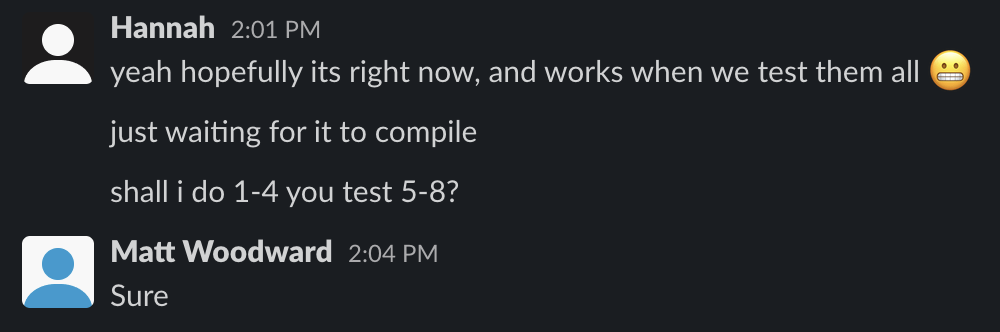 Hannah 2:01 PM
yeah hopefully its right now, and works when we test them all 😬
just waiting for it to compile
shall i do 1-4 you test 5-8?
Matt Woodward 2:04 PM
Sure